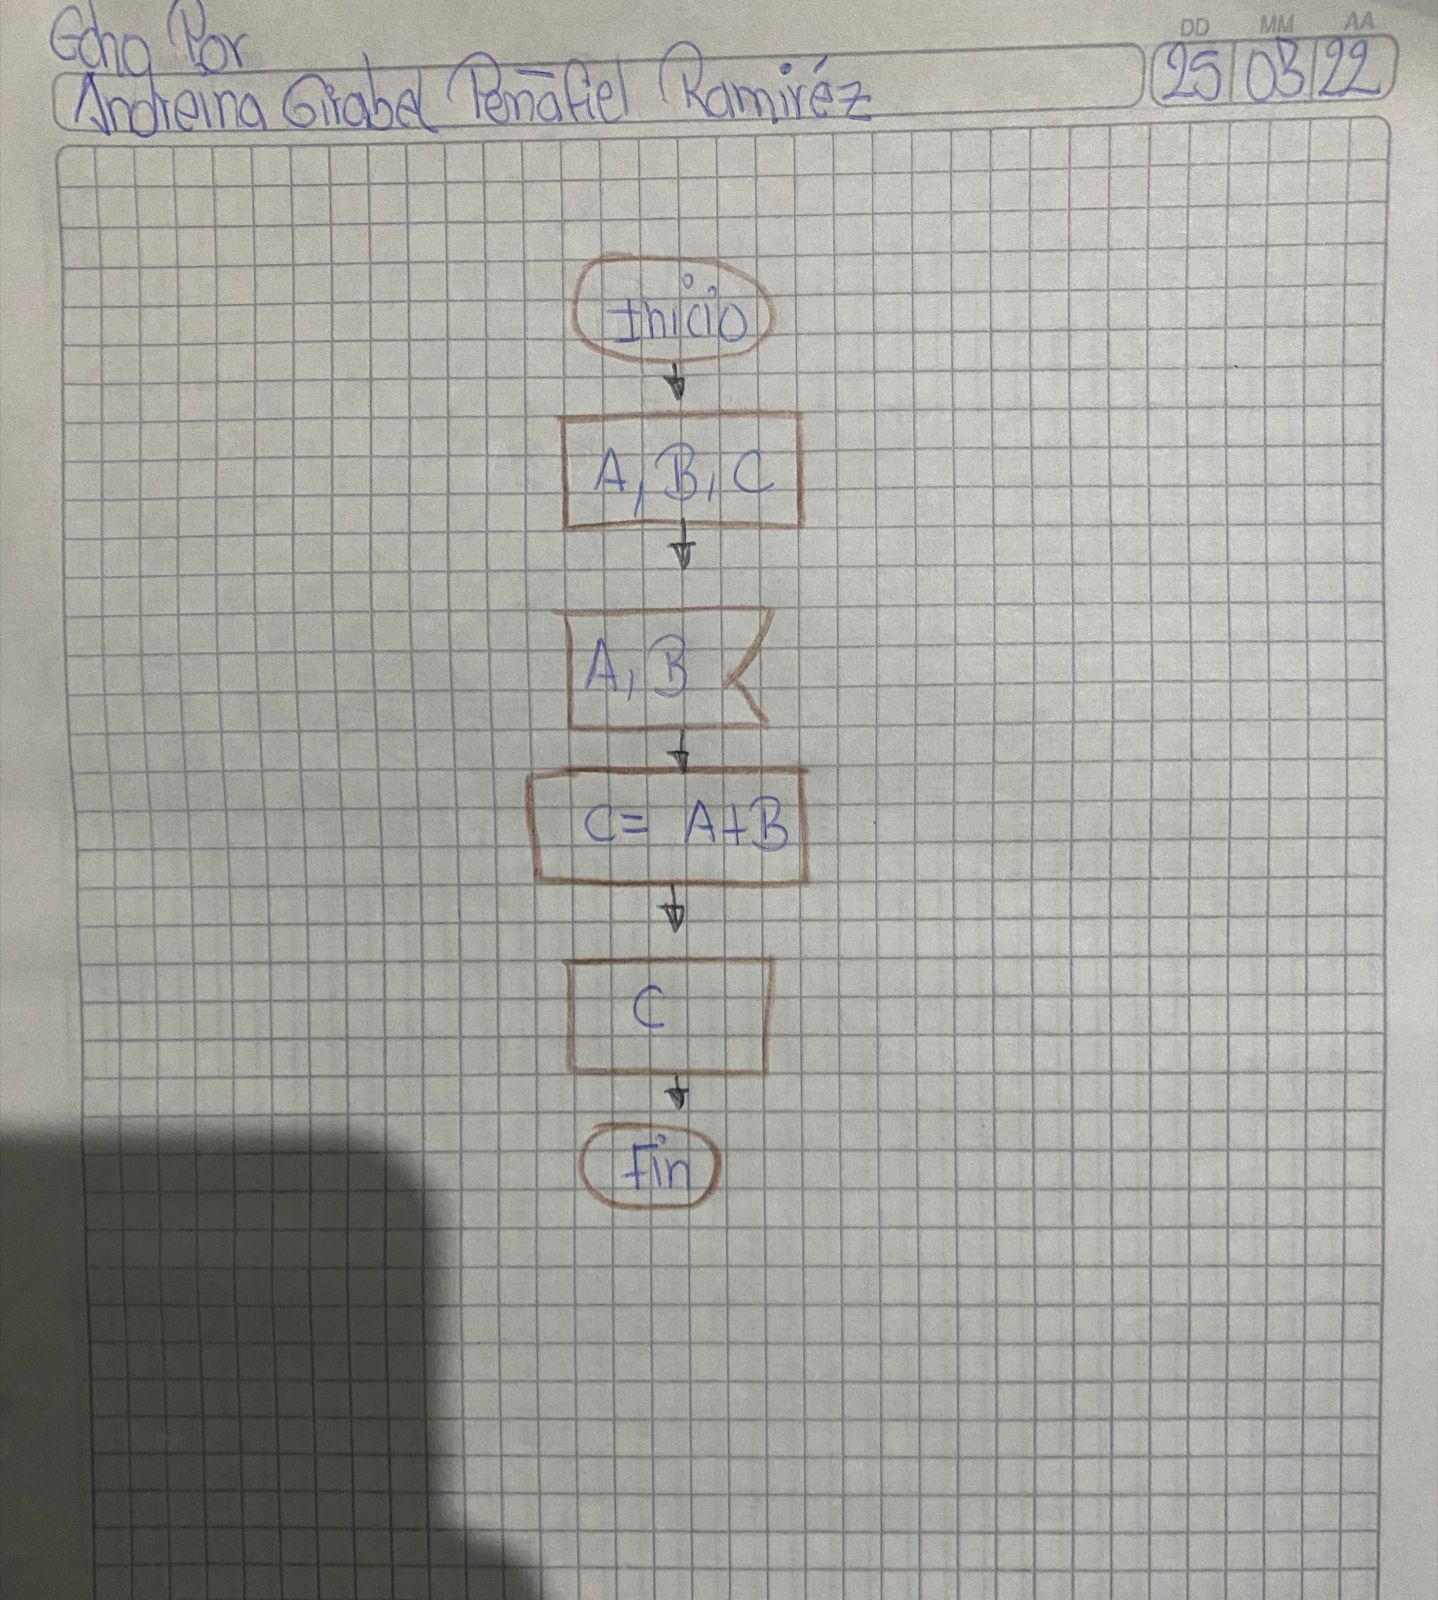 Echo Por
DD MM AA
Andreina Girabel Peñafiel Ramiréz 25 03 22
Inicio
A, B, C
A, B
C= A+B
C
Fin